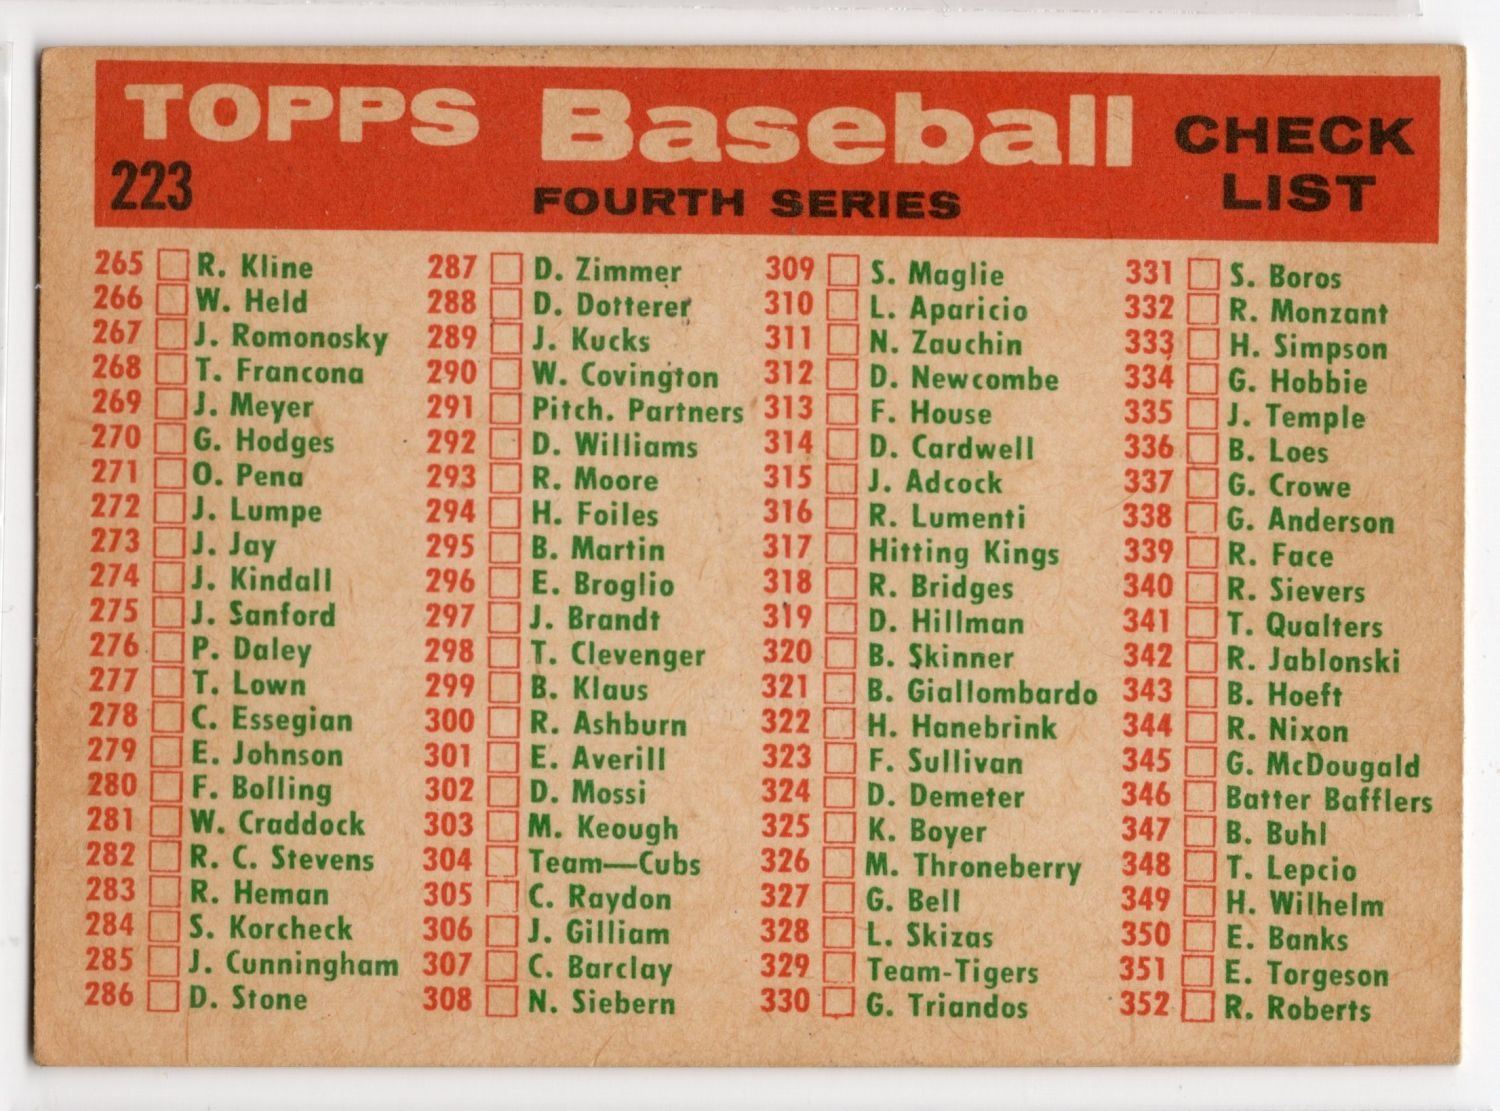 TOPPS Baseball CHECK LIST
223 FOURTH SERIES
265 R. Kline
266 W. Held
267 J. Romonosky
268 T. Francona
269 J. Meyer
270 G. Hodges
271 O. Pena
272 J. Lumpe
273 J. Jay
274 J. Kindall
275 J. Sanford
276 P. Daley
277 T. Lown
278 C. Essegian
279 E. Johnson
280 F. Bolling
281 W. Craddock
282 R. C. Stevens
283 R. Heman
284 S. Korcheck
285 J. Cunningham
286 D. Stone
287 D. Zimmer
288 D. Dotterer
289 J. Kucks
290 W. Covington
291 Pitch. Partners
292 D. Williams
293 R. Moore
294 H. Foiles
295 B. Martin
296 E. Broglio
297 J. Brandt
298 T. Clevenger
299 B. Klaus
300 R. Ashburn
301 E. Averill
302 D. Mossi
303 M. Keough
304 Team—Cubs
305 C. Raydon
306 J. Gilliam
307 C. Barclay
308 N. Siebern
309 S. Maglie
310 L. Aparicio
311 N. Zauchin
312 D. Newcombe
313 F. House
314 D. Cardwell
315 J. Adcock
316 R. Lumenti
317 Hitting Kings
318 R. Bridges
319 D. Hillman
320 B. Skinner
321 B. Giallombardo
322 H. Hanebrink
323 F. Sullivan
324 D. Demeter
325 K. Boyer
326 M. Throneberry
327 G. Bell
328 L. Skizas
329 Team-Tigers
330 G. Triandos
331 S. Boros
332 R. Monzant
333 H. Simpson
334 G. Hobbie
335 J. Temple
336 B. Loes
337 G. Crowe
338 G. Anderson
339 R. Face
340 R. Sievers
341 T. Qualters
342 R. Jablonski
343 B. Hoeft
344 R. Nixon
345 G. McDougald
346 Batter Bafflers
347 B. Buhl
348 T. Lepcio
349 H. Wilhelm
350 E. Banks
351 E. Torgeson
352 R. Roberts